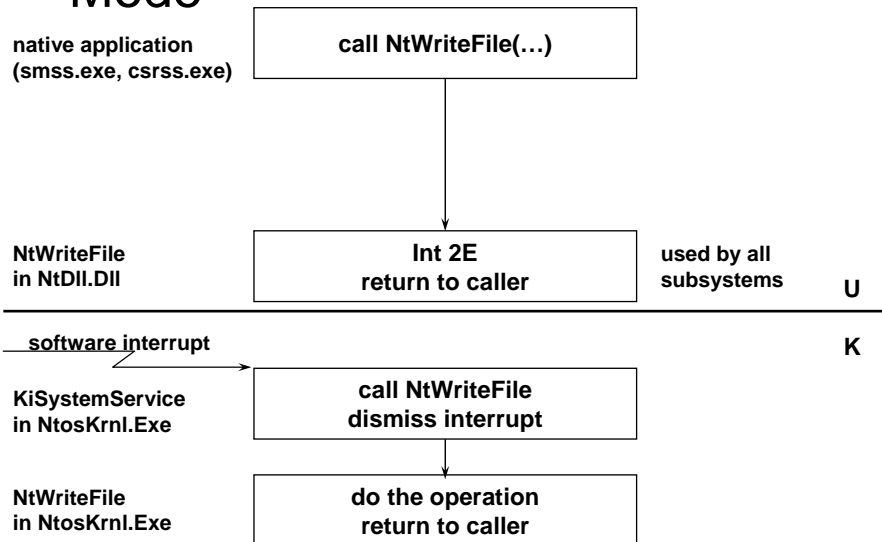 Mode
native application
(smss.exe, csrss.exe)
call NtWriteFile(…)
NtWriteFile
in NtDll.Dll
Int 2E
return to caller
used by all
subsystems
U
software interrupt
K
KiSystemService
in NtosKrnl.Exe
call NtWriteFile
dismiss interrupt
NtWriteFile
in NtosKrnl.Exe
do the operation
return to caller